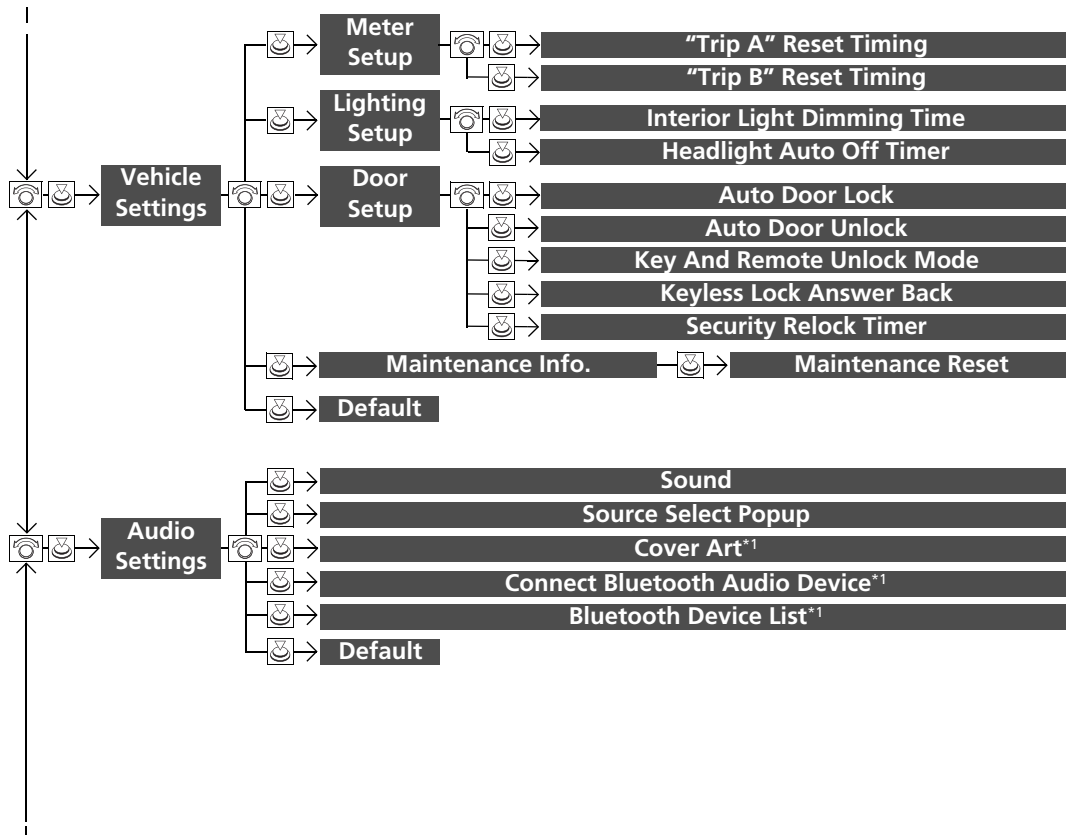 Meter
Setup
“Trip A” Reset Timing
“Trip B” Reset Timing
Lighting
Setup
Interior Light Dimming Time
Headlight Auto Off Timer
Vehicle
Settings
Door
Setup
Auto Door Lock
Auto Door Unlock
Key And Remote Unlock Mode
Keyless Lock Answer Back
Security Relock Timer
Maintenance Info.
Maintenance Reset
Default
Audio
Settings
Sound
Source Select Popup
Cover Art*1
Connect Bluetooth Audio Device*1
Bluetooth Device List*1
Default